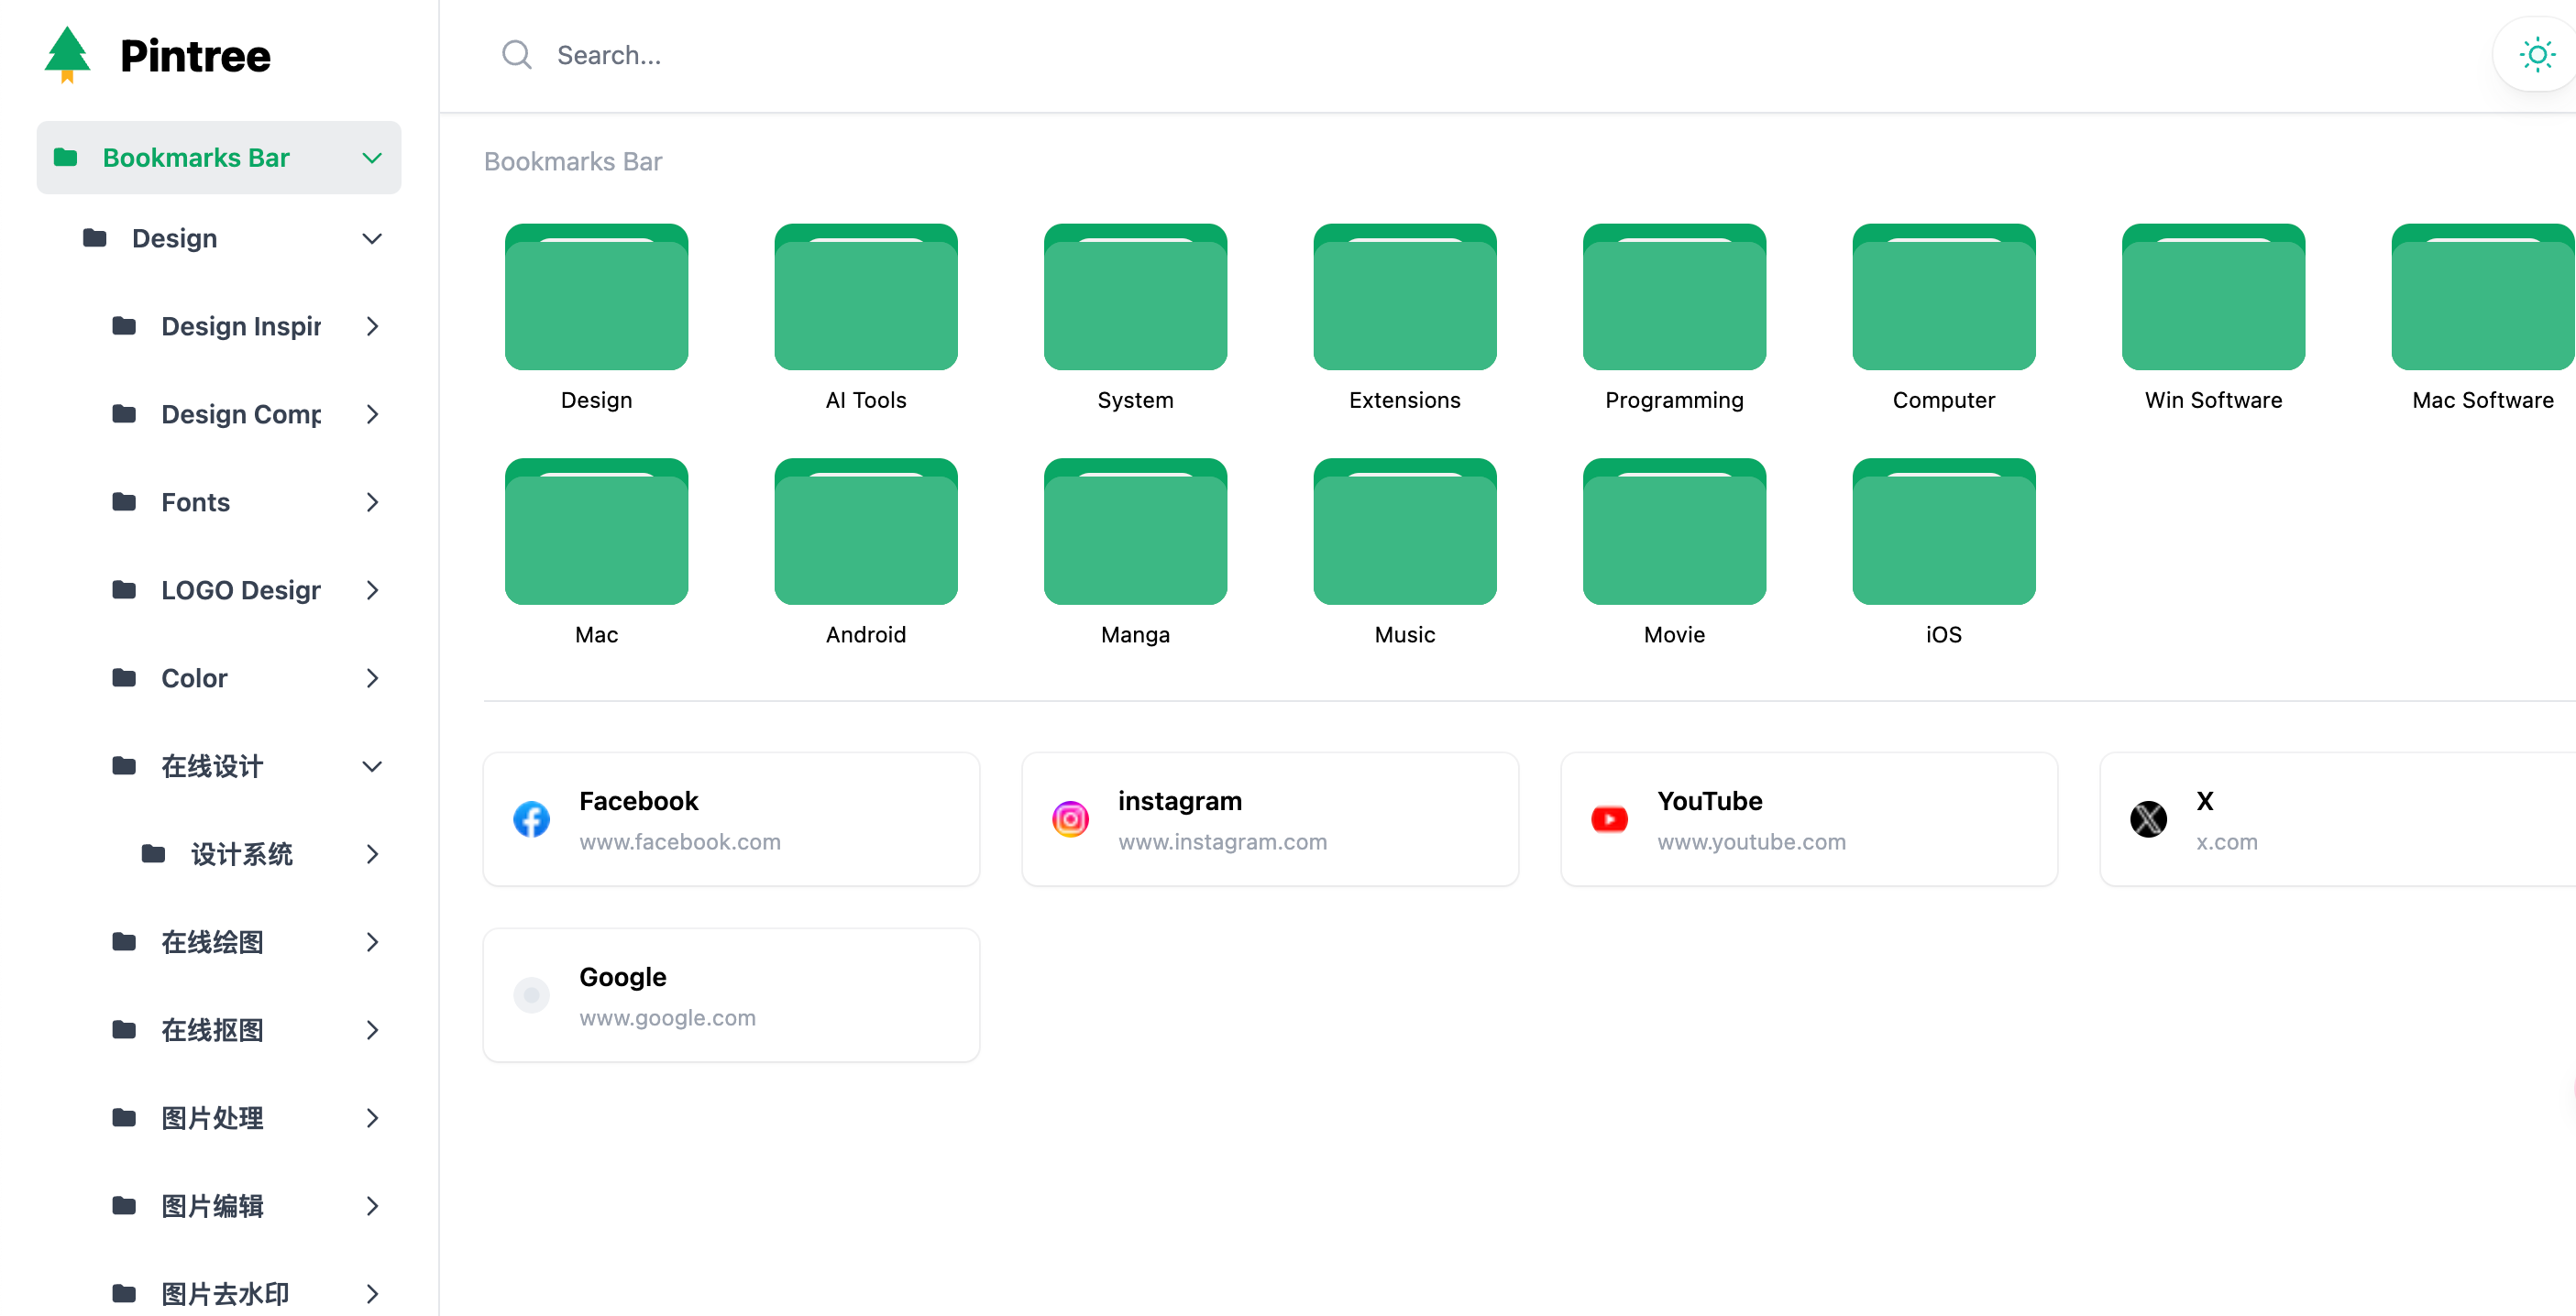 Pintree
Search...
Bookmarks Bar
Design
Design Inspir
Design Comp
Fonts
LOGO Design
Color
在线设计
设计系统
在线绘图
在线抠图
图片处理
图片编辑
图片去水印
Bookmarks Bar
Design
AI Tools
System
Extensions
Programming
Computer
Win Software
Mac Software
Mac
Android
Manga
Music
Movie
iOS
Facebook
www.facebook.com
instagram
www.instagram.com
YouTube
www.youtube.com
X
x.com
Google
www.google.com